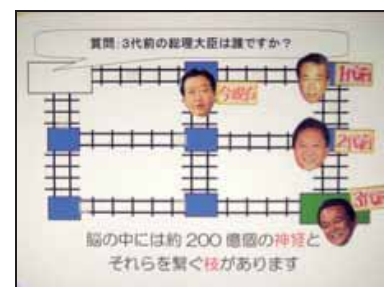 質問:3代前の総理大臣は誰ですか?
1代前
2代前
3代前
脳の中には約200億個の神経と
それらを繋ぐ枝があります